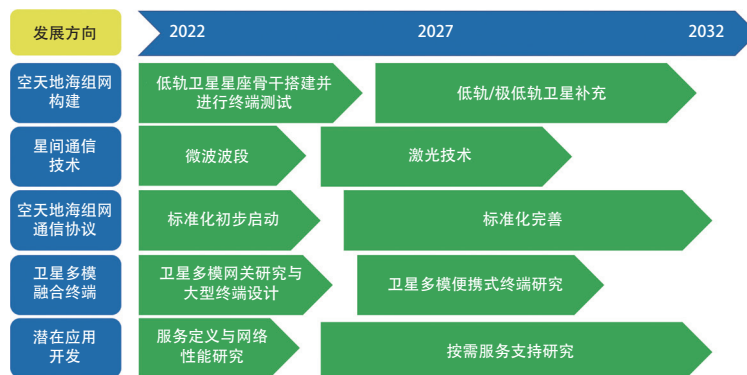 发展方向
2022
2027
2032
空天地海组网
构建
低轨卫星星座骨干搭建并
进行终端测试
低轨/极低轨卫星补充
星间通信
技术
微波波段
激光技术
空天地海组网
通信协议
标准化初步启动
标准化完善
卫星多模
融合终端
卫星多模网关研究与
大型终端设计
卫星多模便携式终端研究
潜在应用
开发
服务定义与网络
性能研究
按需服务支持研究